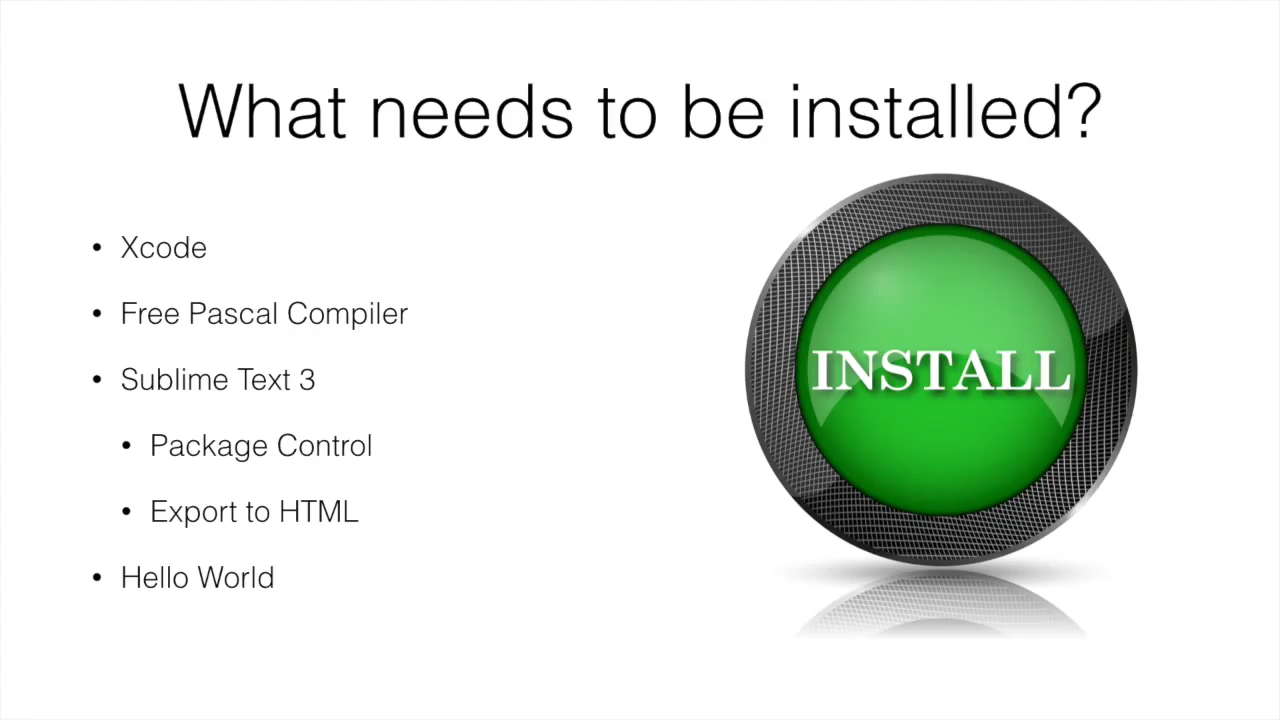 What needs to be installed?
• Xcode
• Free Pascal Compiler
• Sublime Text 3
• Package Control
• Export to HTML
• Hello World
INSTALL